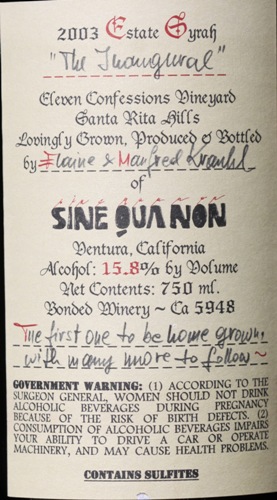 2003 Estate Syrah
"The Inaugural"
Eleven Confessions Vineyard
Santa Rita Hills
Lovingly Grown, Produced & Bottled
by Elaine & Manfred Krankl
of
SINE QUA NON
Ventura, California
Alcohol: 15.8% by Volume
Net Contents: 750 ml.
Bonded Winery ~ Ca 5948
The first one to be home grown,
with many more to follow ~
GOVERNMENT WARNING: (1) ACCORDING TO THE
SURGEON GENERAL, WOMEN SHOULD NOT DRINK
ALCOHOLIC BEVERAGES DURING PREGNANCY
BECAUSE OF THE RISK OF BIRTH DEFECTS. (2)
CONSUMPTION OF ALCOHOLIC BEVERAGES IMPAIRS
YOUR ABILITY TO DRIVE A CAR OR OPERATE
MACHINERY, AND MAY CAUSE HEALTH PROBLEMS.
CONTAINS SULFITES